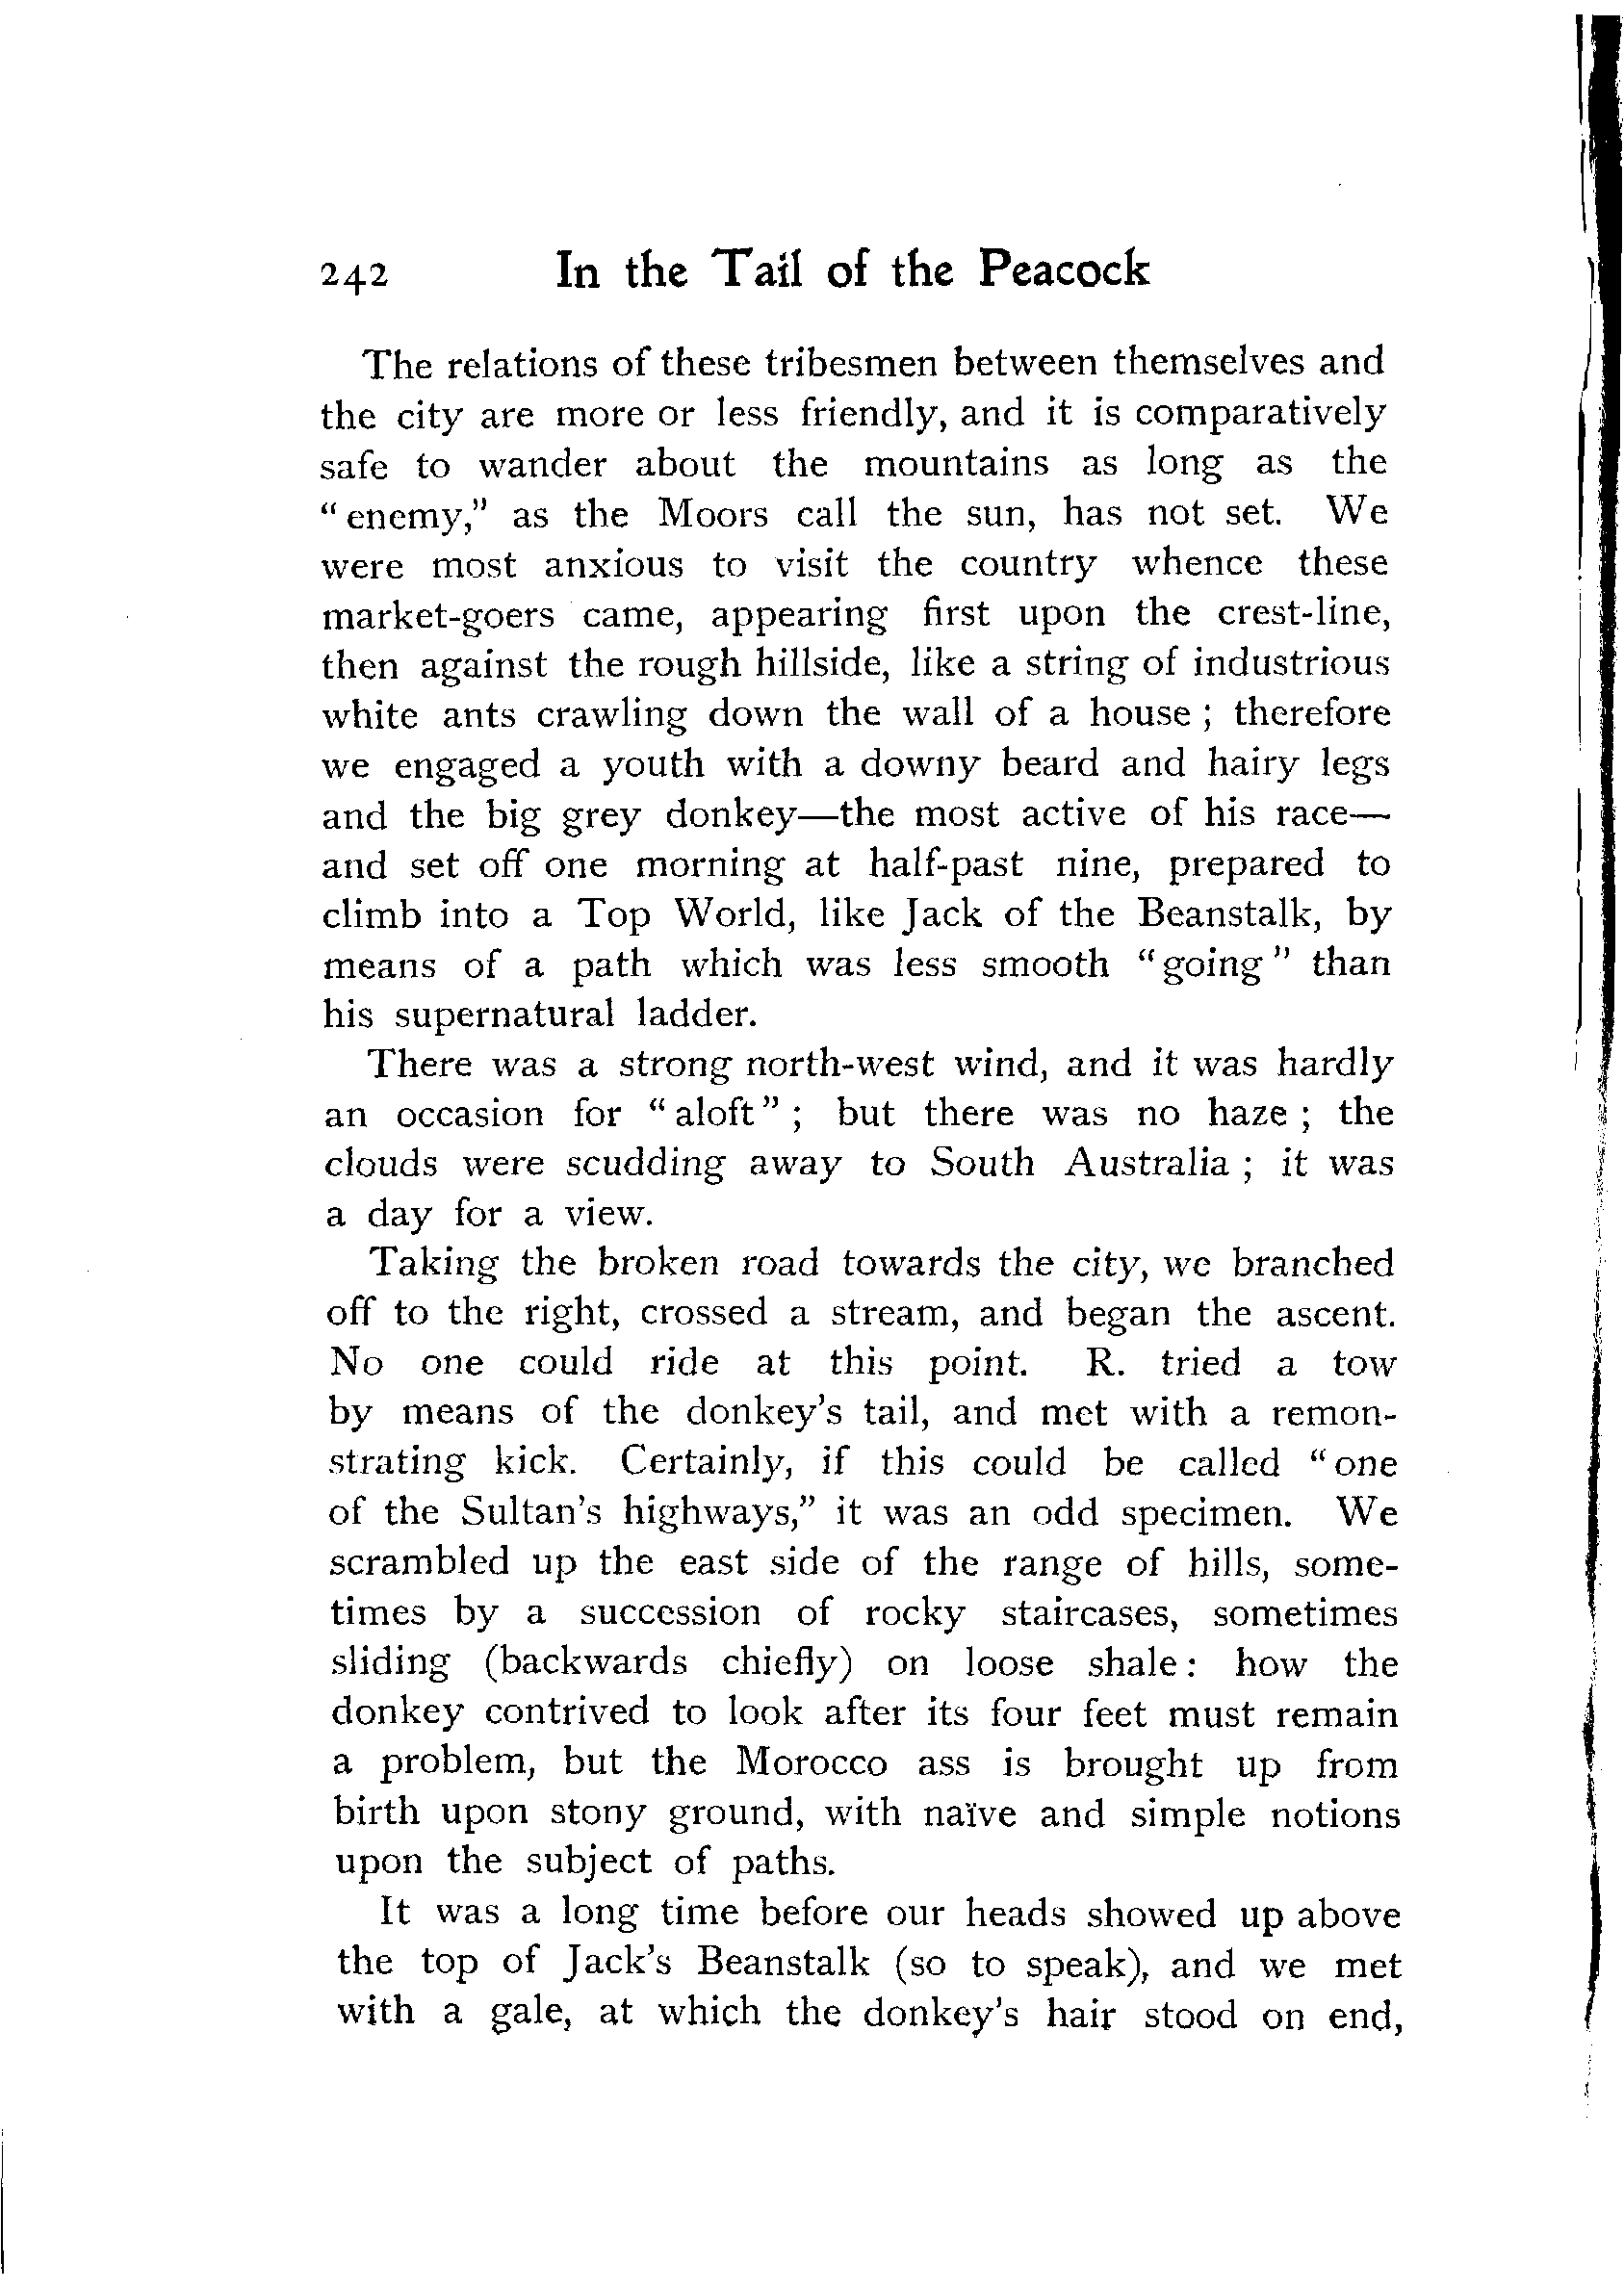 242 In the Tail of the Peacock
The relations of these tribesmen between themselves and
the city are more or less friendly, and it is comparatively
safe to wander about the mountains as long as the
"enemy," as the Moors call the sun, has not set. We
were most anxious to visit the country whence these
market-goers came, appearing first upon the crest-line,
then against the rough hillside, like a string of industrious
white ants crawling down the wall of a house ; therefore
we engaged a youth with a downy beard and hairy legs
and the big grey donkey—the most active of his race—
and set off one morning at half-past nine, prepared to
climb into a Top World, like Jack of the Beanstalk, by
means of a path which was less smooth "going" than
his supernatural ladder.
There was a strong north-west wind, and it was hardly
an occasion for "aloft" ; but there was no haze ; the
clouds were scudding away to South Australia ; it was
a day for a view.
Taking the broken road towards the city, we branched
off to the right, crossed a stream, and began the ascent.
No one could ride at this point. R. tried a tow
by means of the donkey's tail, and met with a remon-
strating kick. Certainly, if this could be called "one
of the Sultan's highways," it was an odd specimen. We
scrambled up the east side of the range of hills, some-
times by a succession of rocky staircases, sometimes
sliding (backwards chiefly) on loose shale: how the
donkey contrived to look after its four feet must remain
a problem, but the Morocco ass is brought up from
birth upon stony ground, with naïve and simple notions
upon the subject of paths.
It was a long time before our heads showed up above
the top of Jack's Beanstalk (so to speak), and we met
with a gale, at which the donkey's hair stood on end,